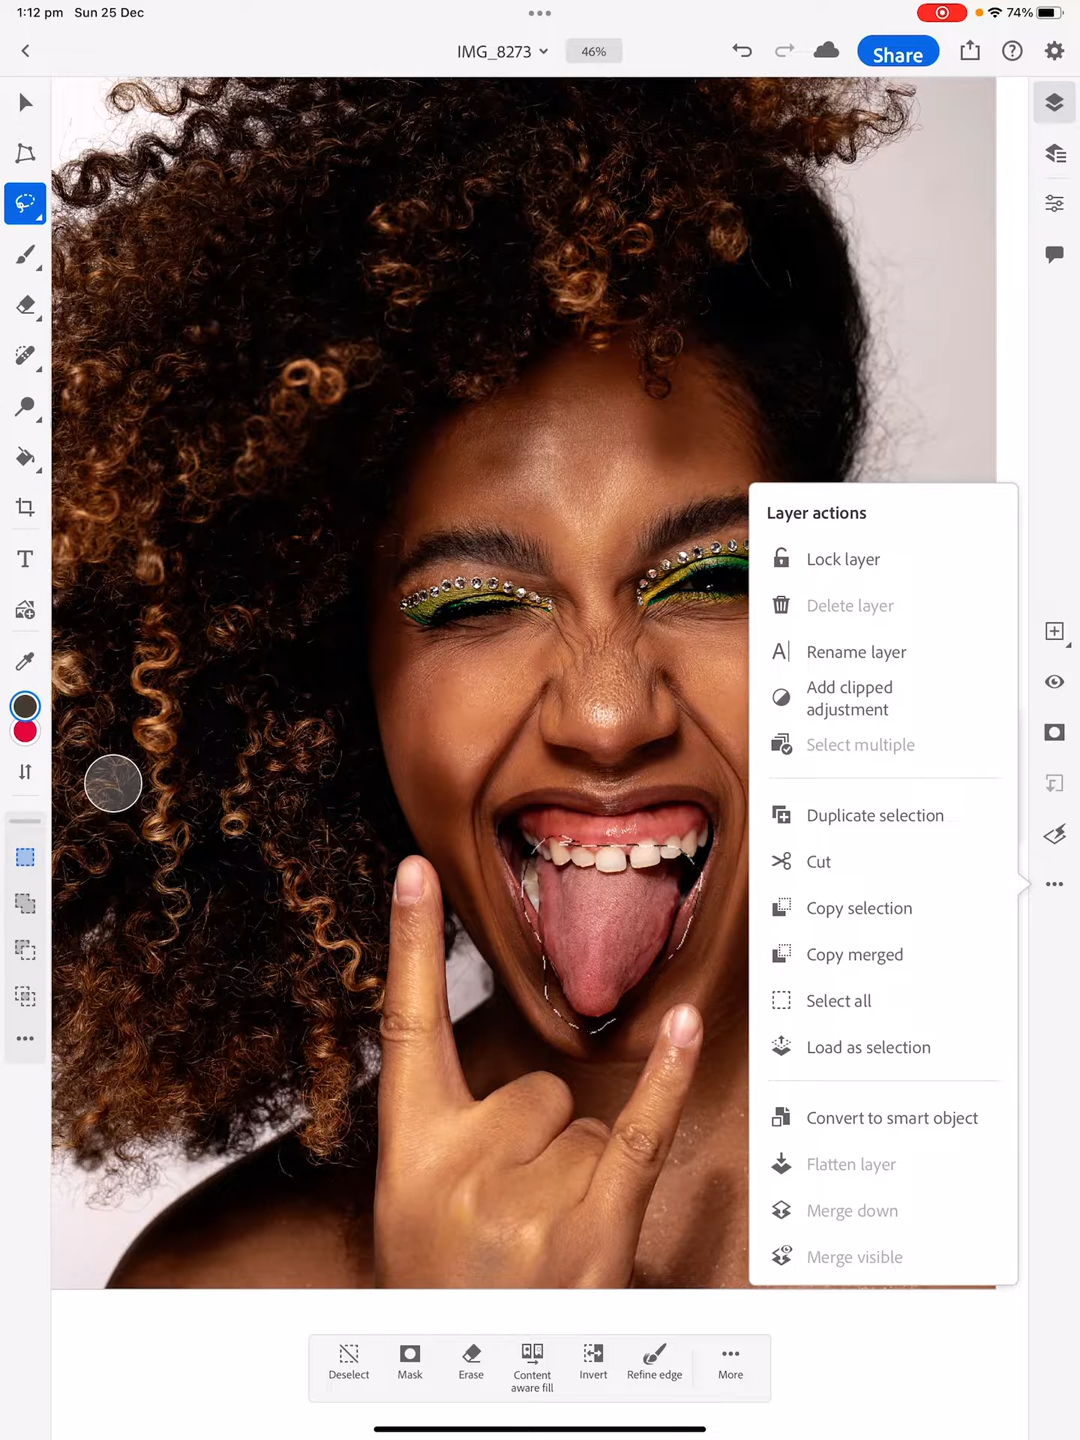 1:12 pm Sun 25 Dec
74%
IMG_8273
46%
Share
T
Layer actions
Lock layer
Delete layer
Rename layer
Add clipped
adjustment
Select multiple
Duplicate selection
Cut
Copy selection
Copy merged
Select all
Load as selection
Convert to smart object
Flatten layer
Merge down
Merge visible
Deselect
Mask
Erase
Content
aware fill
Invert
Refine edge
More